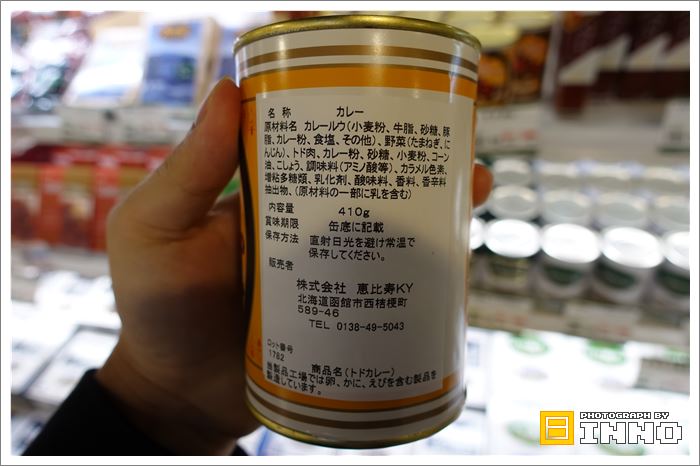 名 称 カレー
原材料名 カレールウ(小麦粉、牛脂、砂糖、豚
脂、カレー粉、食塩、その他)、野菜(たまねぎ、に
んじん)、トド肉、カレー粉、砂糖、小麦粉、コーン
油、こしょう、調味料(アミノ酸等)、カラメル色素、
増粘多糖類、乳化剤、酸味料、香料、香辛料
抽出物、(原材料の一部に乳を含む)
内容量 410g
賞味期限 缶底に記載
保存方法 直射日光を避け常温で
保存してください。
販売者
株式会社 恵比寿KY
北海道函館市西桔梗町
589-46
TEL 0138-49-5043
ロット番号
1782
商品名(トドカレー)
当製品工場では卵、かに、えびを含む製品を
製造しています。
PHOTOGRAPH BY
INNO